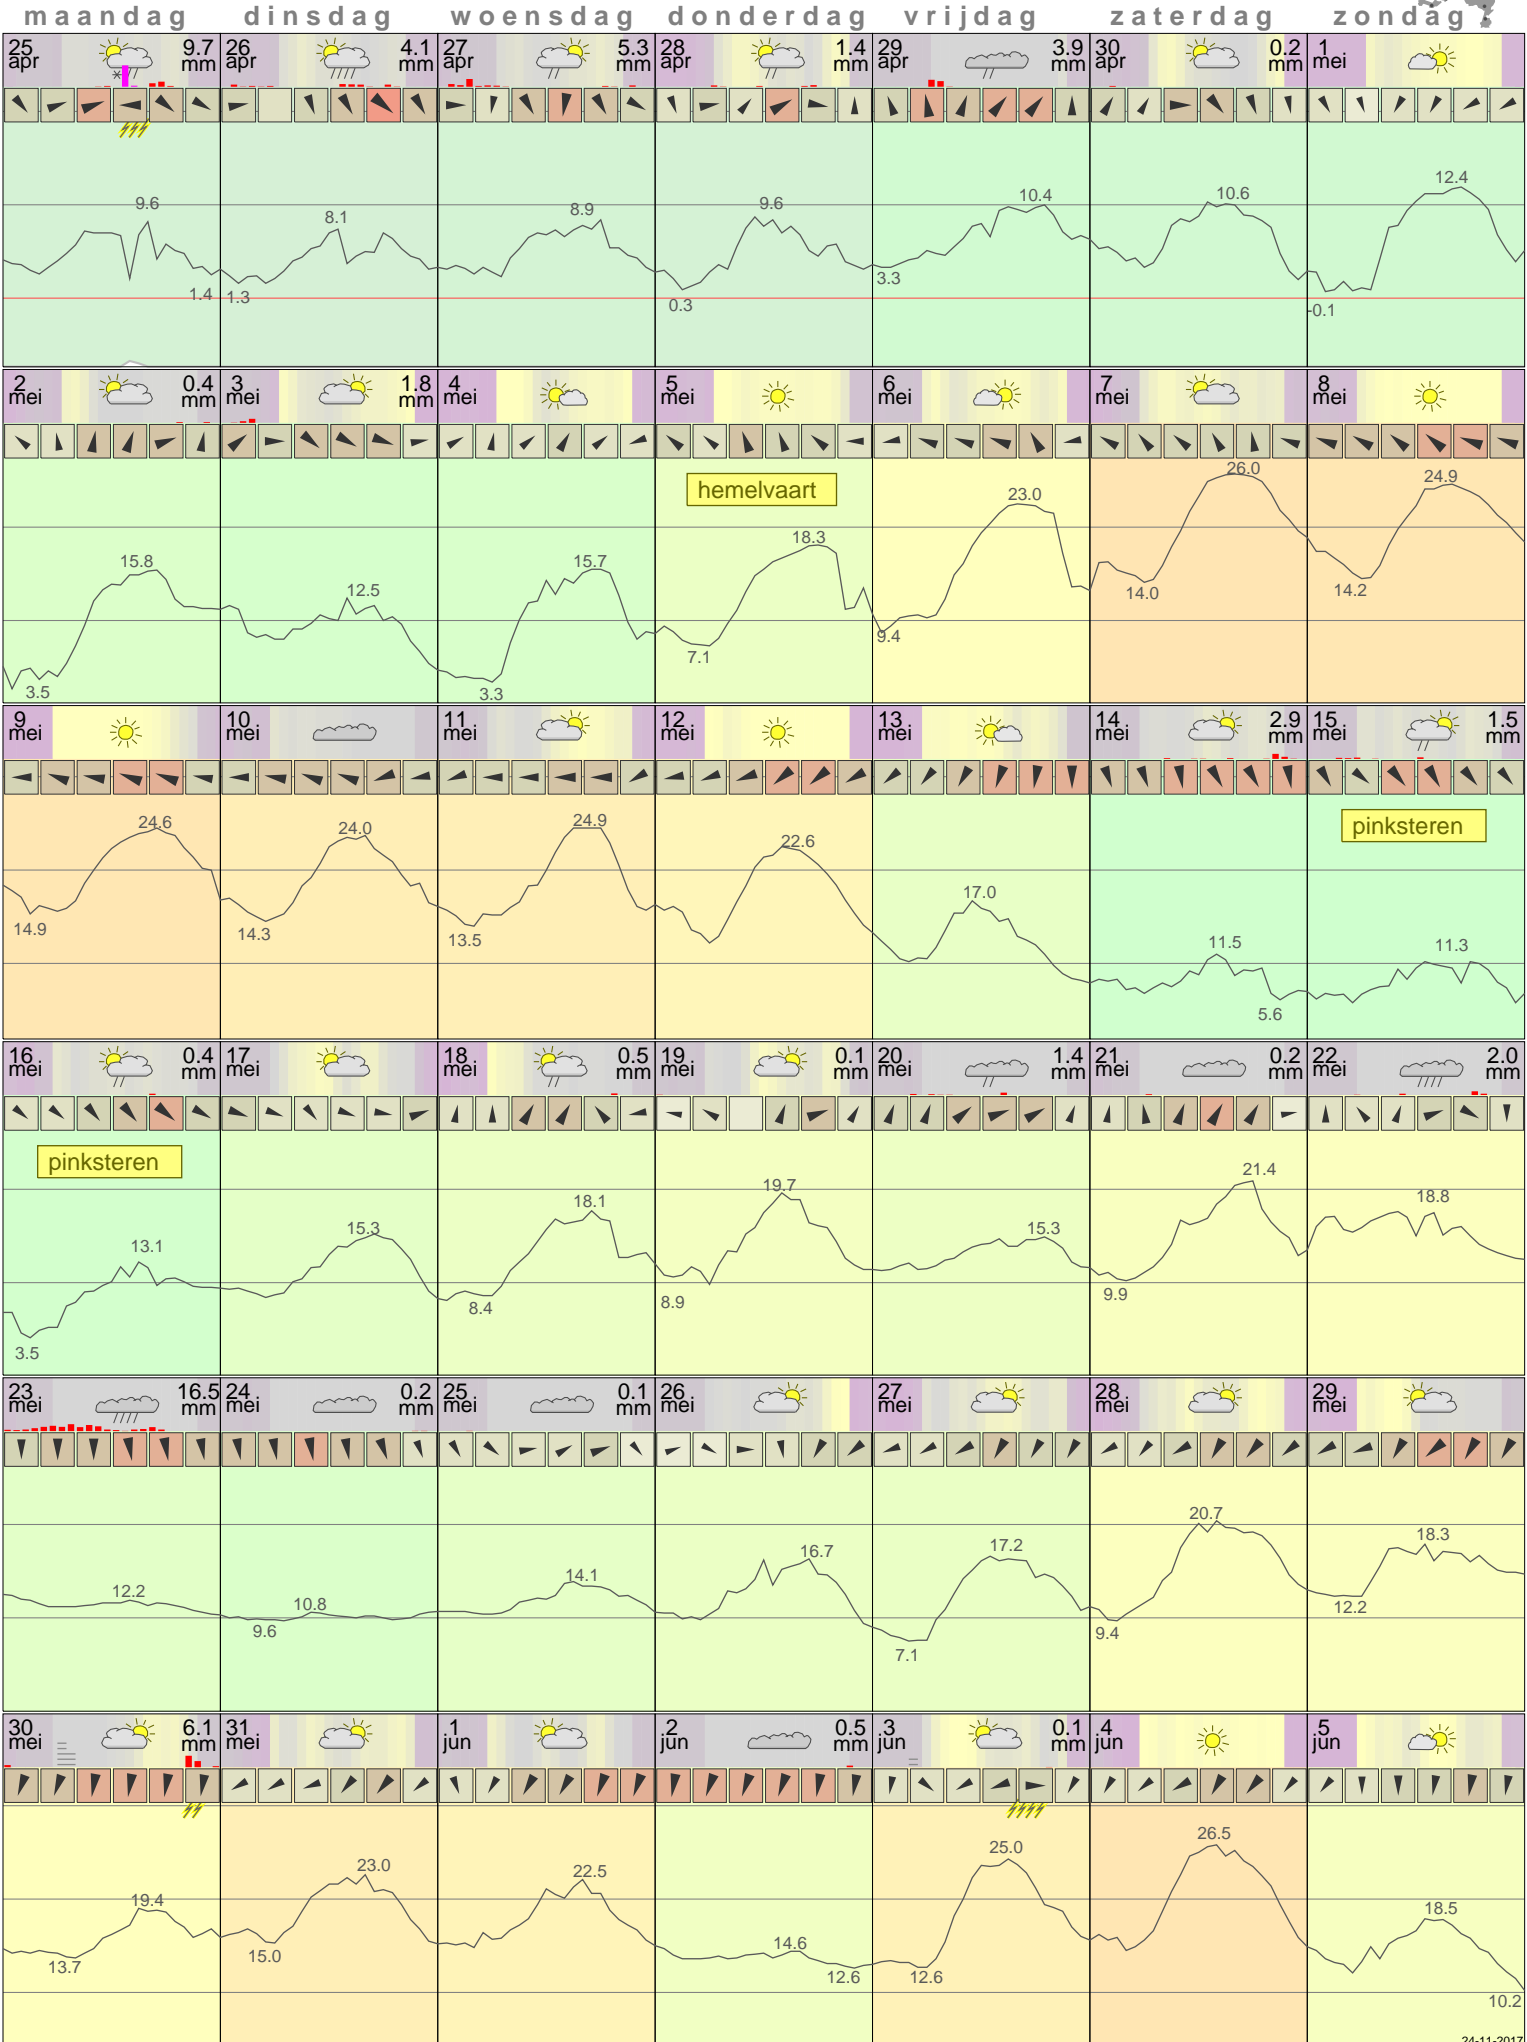 maandag dinsdag woensdag donderdag vrijdag zaterdag zondag
25 apr 9.7 mm 26 apr 4.1 mm 27 apr 5.3 mm 28 apr 1.4 mm 29 apr 3.9 mm 30 apr 0.2 mm 1 mei
9.6 8.1 8.9 9.6 10.4 10.6 12.4
1.4 1.3 0.3 3.3 -0.1
2 mei 0.4 mm 3 mei 1.8 mm 4 mei 5 mei 6 mei 7 mei 8 mei
hemelvaart
15.8 12.5 15.7 18.3 23.0 26.0 24.9
3.5 3.3 7.1 9.4 14.0 14.2
9 mei 10 mei 11 mei 12 mei 13 mei 14 mei 2.9 mm 15 mei 1.5 mm
pinksteren
24.6 24.0 24.9 22.6 17.0 11.5 11.3
14.9 14.3 13.5 5.6
16 mei 0.4 mm 17 mei 18 mei 0.5 mm 19 mei 0.1 mm 20 mei 1.4 mm 21 mei 0.2 mm 22 mei 2.0 mm
pinksteren
13.1 15.3 18.1 19.7 15.3 21.4 18.8
3.5 8.4 8.9 9.9
23 mei 16.5 24 mei 0.2 mm 25 mei 0.1 mm 26 mei 27 mei 28 mei 29 mei
12.2 10.8 14.1 16.7 17.2 20.7 18.3
9.6 7.1 9.4 12.2
30 mei 6.1 mm 31 mei 1 jun 2 jun 0.5 mm 3 jun 0.1 mm 4 jun 5 jun
19.4 23.0 22.5 14.6 25.0 26.5 18.5
13.7 15.0 12.6 12.6 10.2
24-11-2017